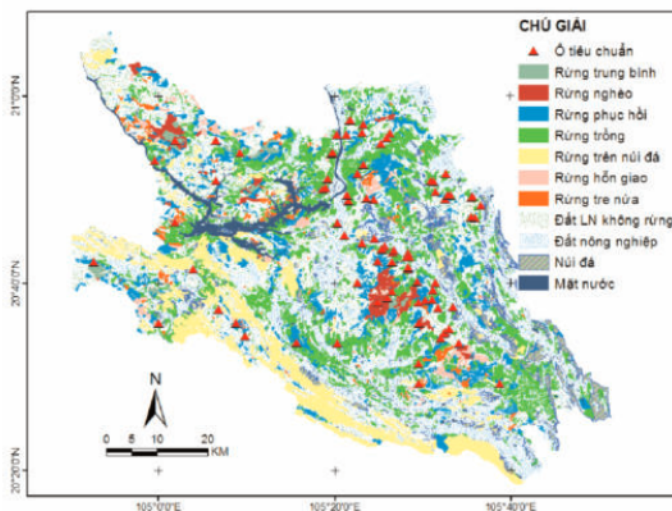 CHÚ GIẢI
Ô tiêu chuẩn
Rừng trung bình
Rừng nghèo
Rừng phục hồi
Rừng trồng
Rừng trên núi đá
Rừng hỗn giao
Rừng tre nứa
Đất LN không rừng
Đất nông nghiệp
Núi đá
Mặt nước
21°0'0"N
20°40'0"N
20°20'0"N
N
0 5 10 20
KM
105°0'0"E 105°20'0"E 105°40'0"E